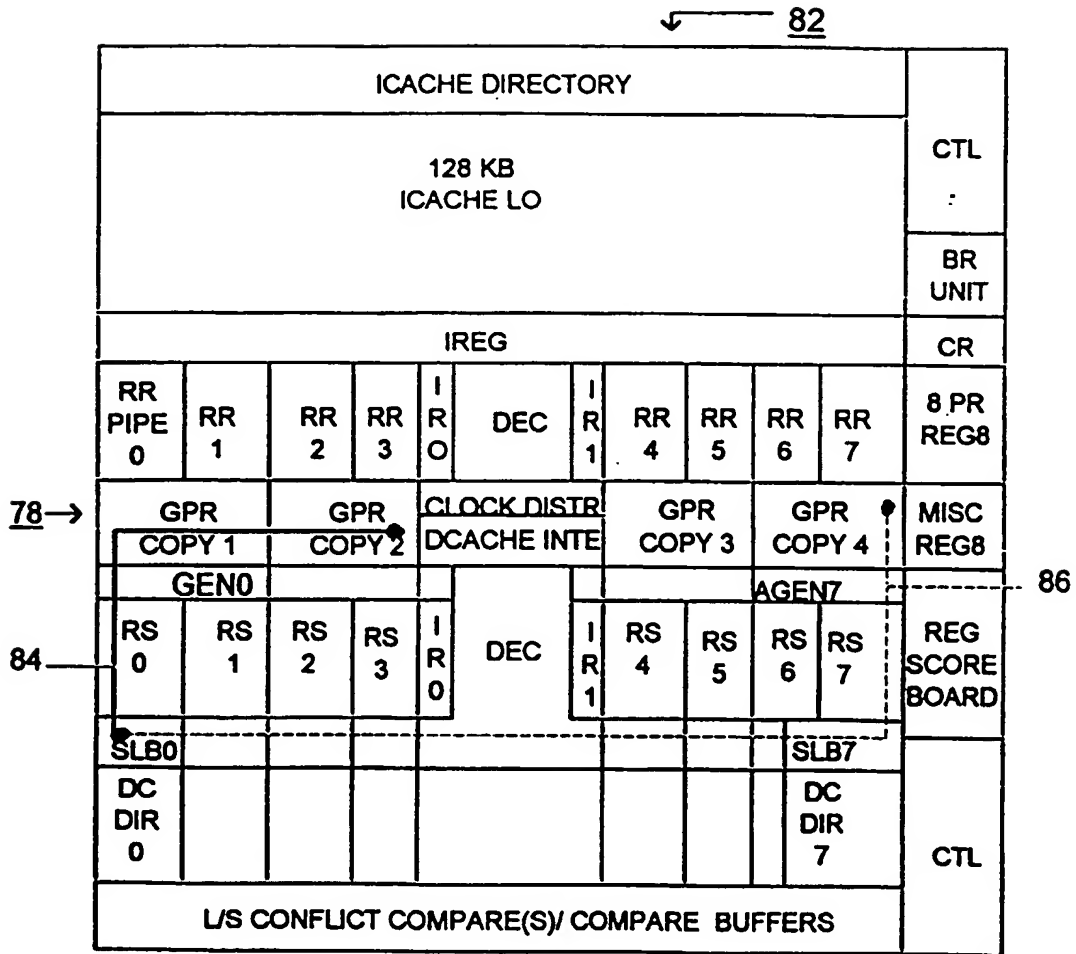 82
ICACHE DIRECTORY
128 KB
ICACHE LO
CTL
BR
UNIT
IREG
CR
RR
PIPE
0
RR
1
RR
2
RR
3
I
R
O
DEC
I
R
1
RR
4
RR
5
RR
6
RR
7
8 PR
REG8
78
GPR
COPY 1
GPR
COPY 2
CLOCK DISTR
DCACHE INTE
GPR
COPY 3
GPR
COPY 4
MISC
REG8
GEN0
AGEN7
86
84
RS
0
RS
1
RS
2
RS
3
I
R
0
DEC
I
R
1
RS
4
RS
5
RS
6
RS
7
REG
SCORE
BOARD
SLB0
SLB7
DC
DIR
0
DC
DIR
7
CTL
L/S CONFLICT COMPARE(S)/ COMPARE BUFFERS